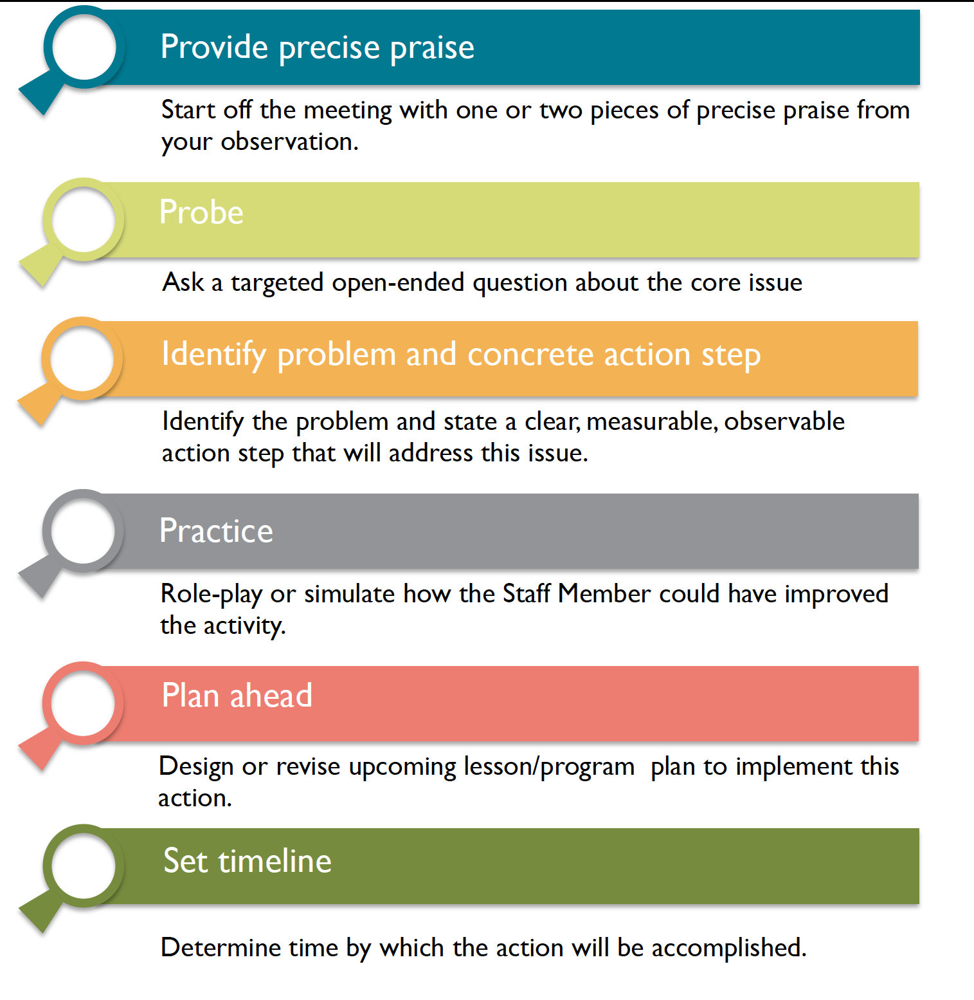 Provide precise praise
Start off the meeting with one or two pieces of precise praise from
your observation.
Probe
Ask a targeted open-ended question about the core issue
Identify problem and concrete action step
Identify the problem and state a clear, measurable, observable
action step that will address this issue.
Practice
Role-play or simulate how the Staff Member could have improved
the activity.
Plan ahead
Design or revise upcoming lesson/program  plan to implement this
action.
Set timeline
Determine time by which the action will be accomplished.